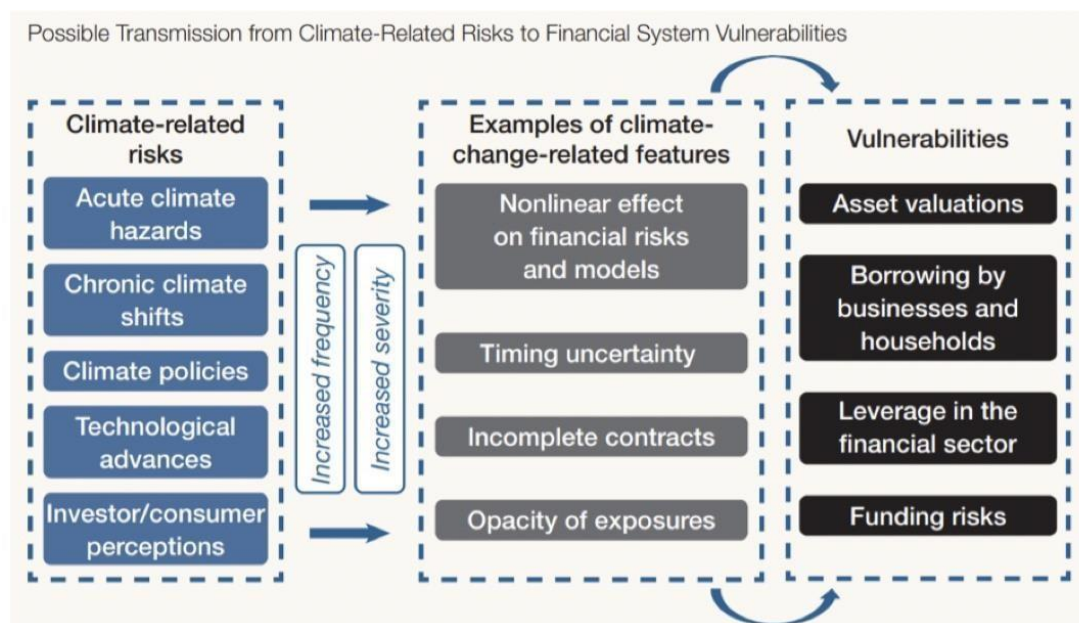 Possible Transmission from Climate-Related Risks to Financial System Vulnerabilities
Climate-related
risks
Acute climate
hazards
Chronic climate
shifts
Climate policies
Technological
advances
Investor/consumer
perceptions
Increased frequency
Increased severity
Examples of climate-
change-related features
Nonlinear effect
on financial risks
and models
Timing uncertainty
Incomplete contracts
Opacity of exposures
Vulnerabilities
Asset valuations
Borrowing by
businesses and
households
Leverage in the
financial sector
Funding risks